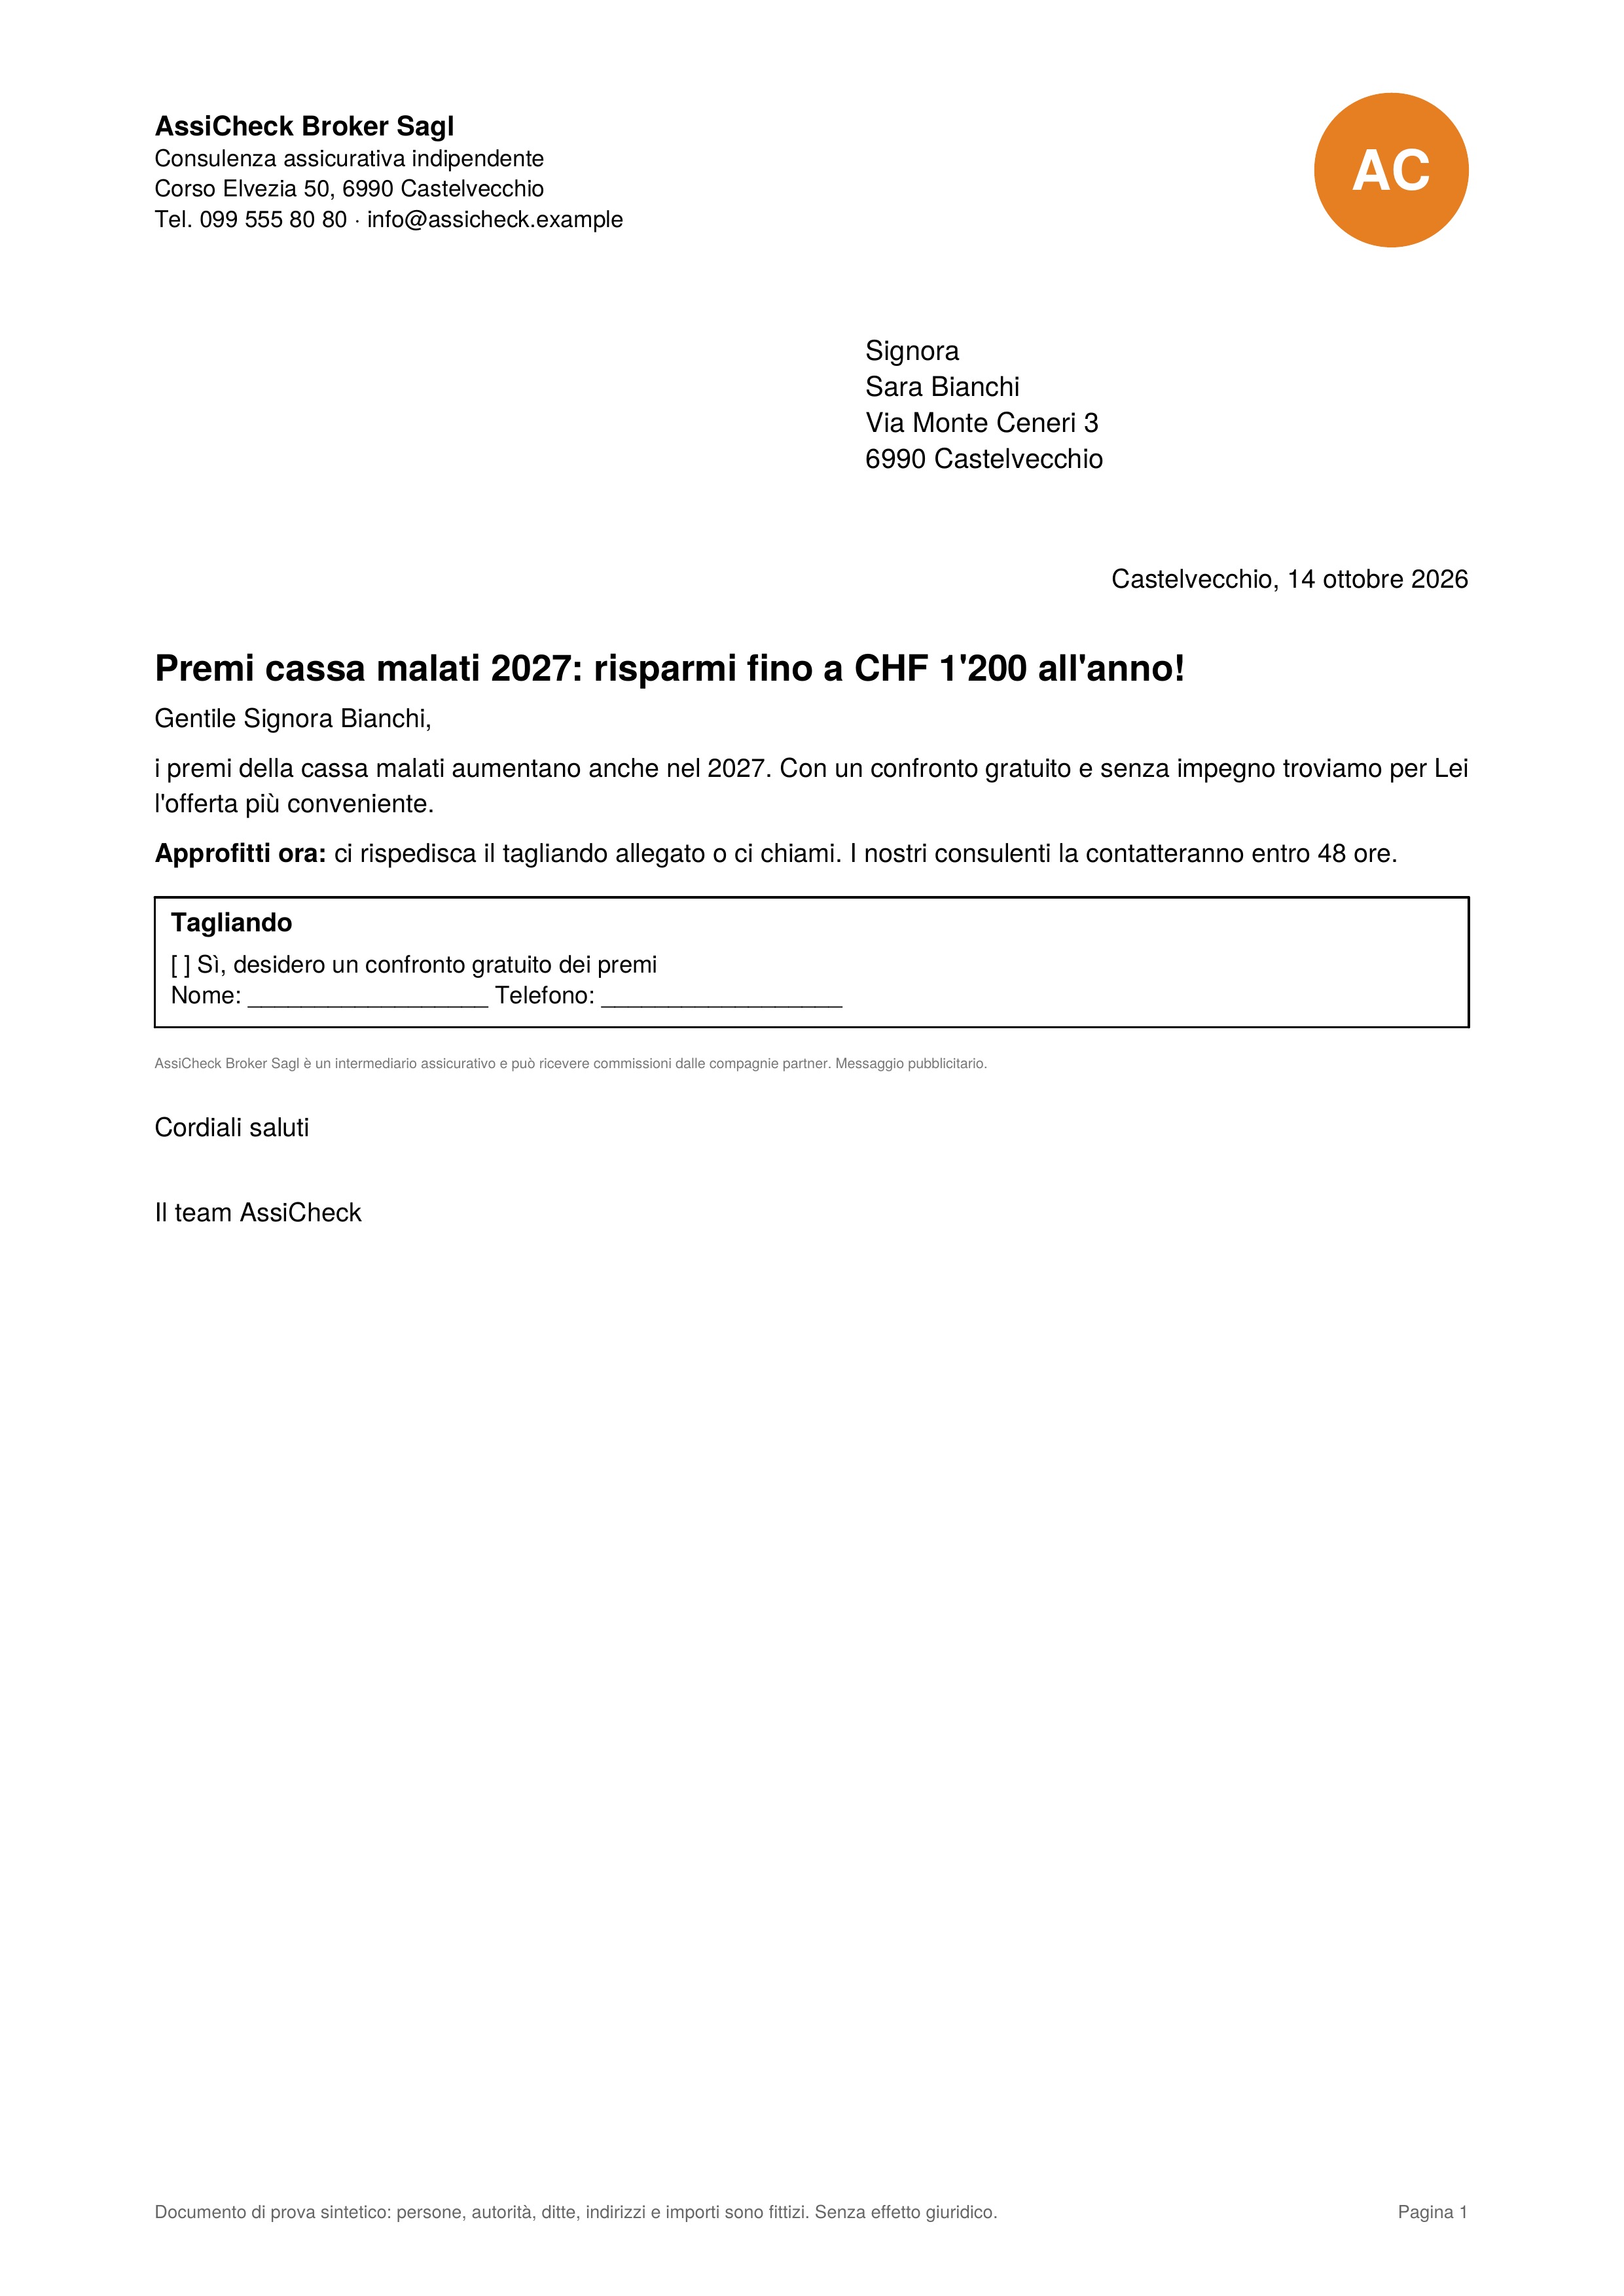 AssiCheck Broker Sagl
Consulenza assicurativa indipendente
Corso Elvezia 50, 6990 Castelvecchio
Tel. 099 555 80 80 · info@assicheck.example
AC
Signora
Sara Bianchi
Via Monte Ceneri 3
6990 Castelvecchio
Castelvecchio, 14 ottobre 2026
Premi cassa malati 2027: risparmi fino a CHF 1'200 all'anno!
Gentile Signora Bianchi,
i premi della cassa malati aumentano anche nel 2027. Con un confronto gratuito e senza impegno troviamo per Lei
l'offerta più conveniente.
Approfitti ora: ci rispedisca il tagliando allegato o ci chiami. I nostri consulenti la contatteranno entro 48 ore.
Tagliando
[ ] Sì, desidero un confronto gratuito dei premi
Nome: __________________ Telefono: __________________
AssiCheck Broker Sagl è un intermediario assicurativo e può ricevere commissioni dalle compagnie partner. Messaggio pubblicitario.
Cordiali saluti
Il team AssiCheck
Documento di prova sintetico: persone, autorità, ditte, indirizzi e importi sono fittizi. Senza effetto giuridico.
Pagina 1